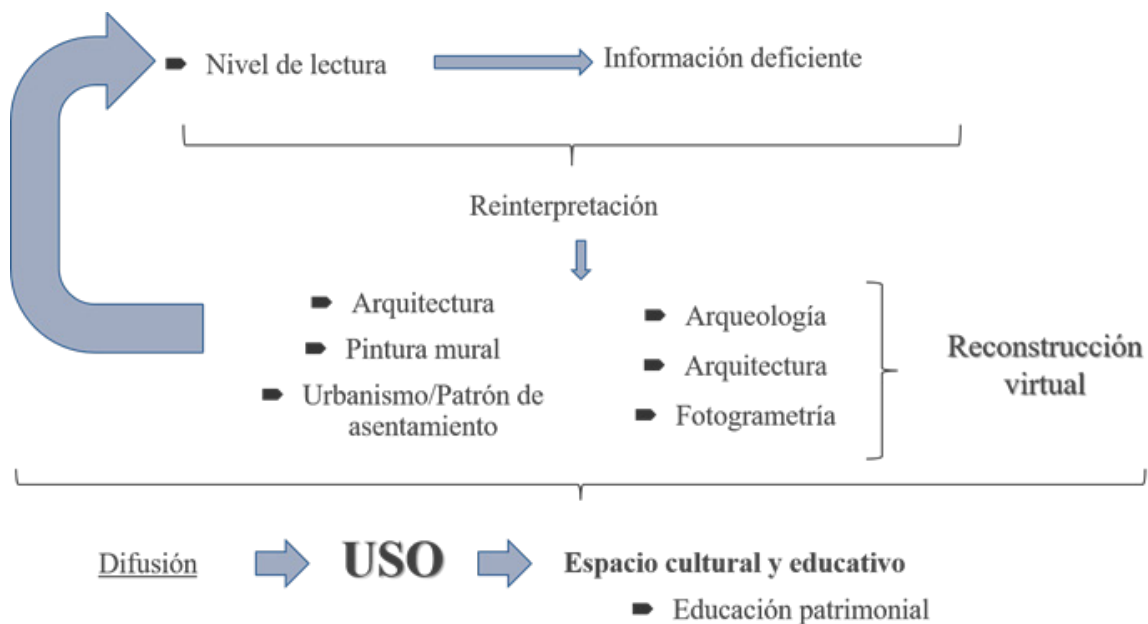 Nivel de lectura
Información deficiente
Reinterpretación
Arquitectura
Pintura mural
Urbanismo/Patrón de
asentamiento
Arqueología
Arquitectura
Fotogrametría
Reconstrucción
virtual
Difusión
USO
Espacio cultural y educativo
Educación patrimonial